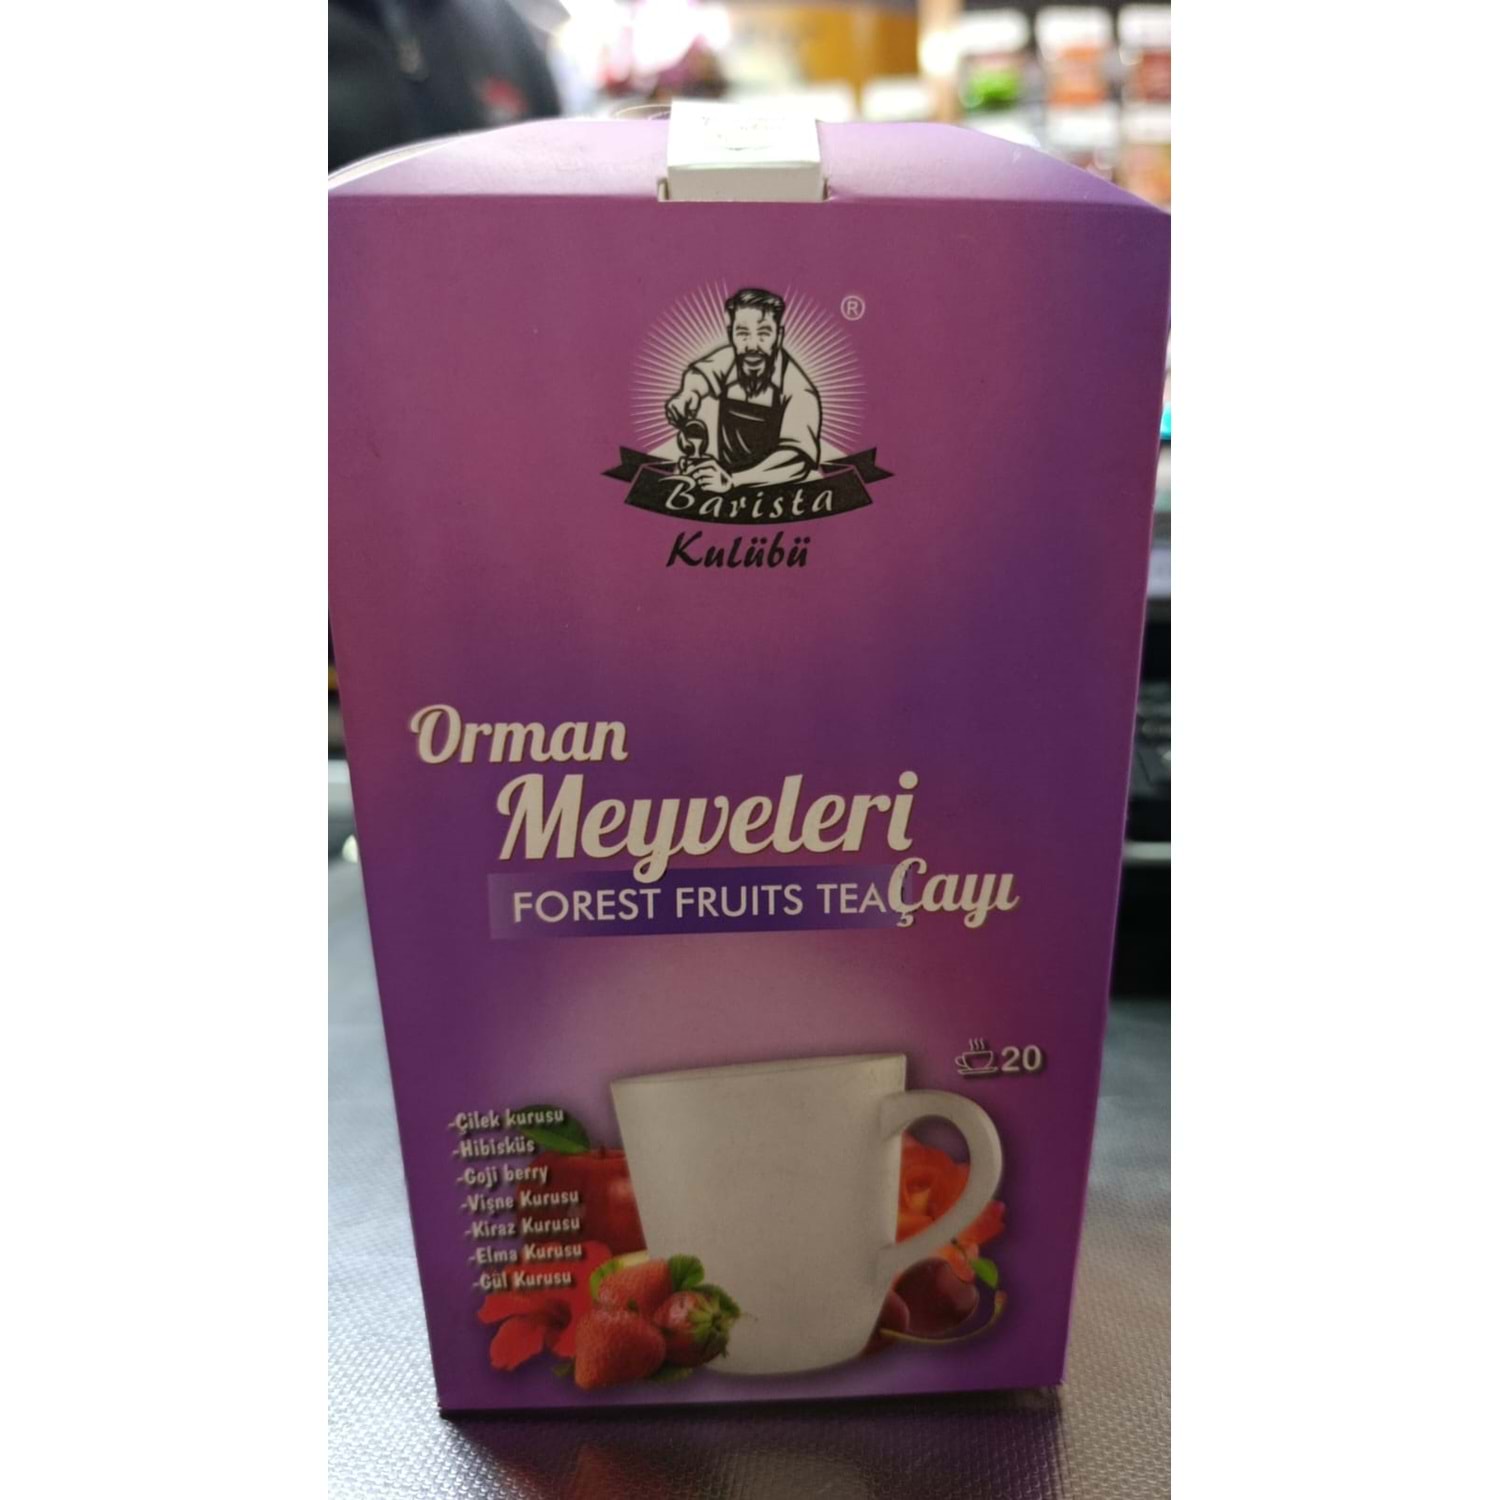 ®
Barista
Kulübü
Orman
Meyveleri
Çayı
FOREST FRUITS TEA
20
-Çilek kurusu
-Hibisküs
-Goji berry
-Vişne Kurusu
-Kiraz Kurusu
-Elma Kurusu
-Gül Kurusu